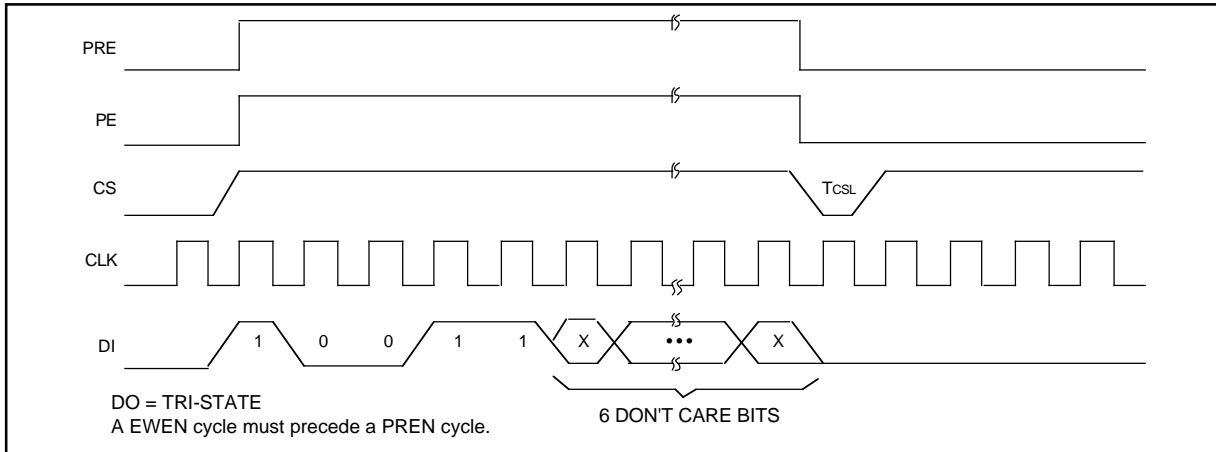 PRE
PE
CS
TCSL
CLK
DI
1 0 0 1 1 X ••• X
DO = TRI-STATE
A EWEN cycle must precede a PREN cycle.
6 DON'T CARE BITS